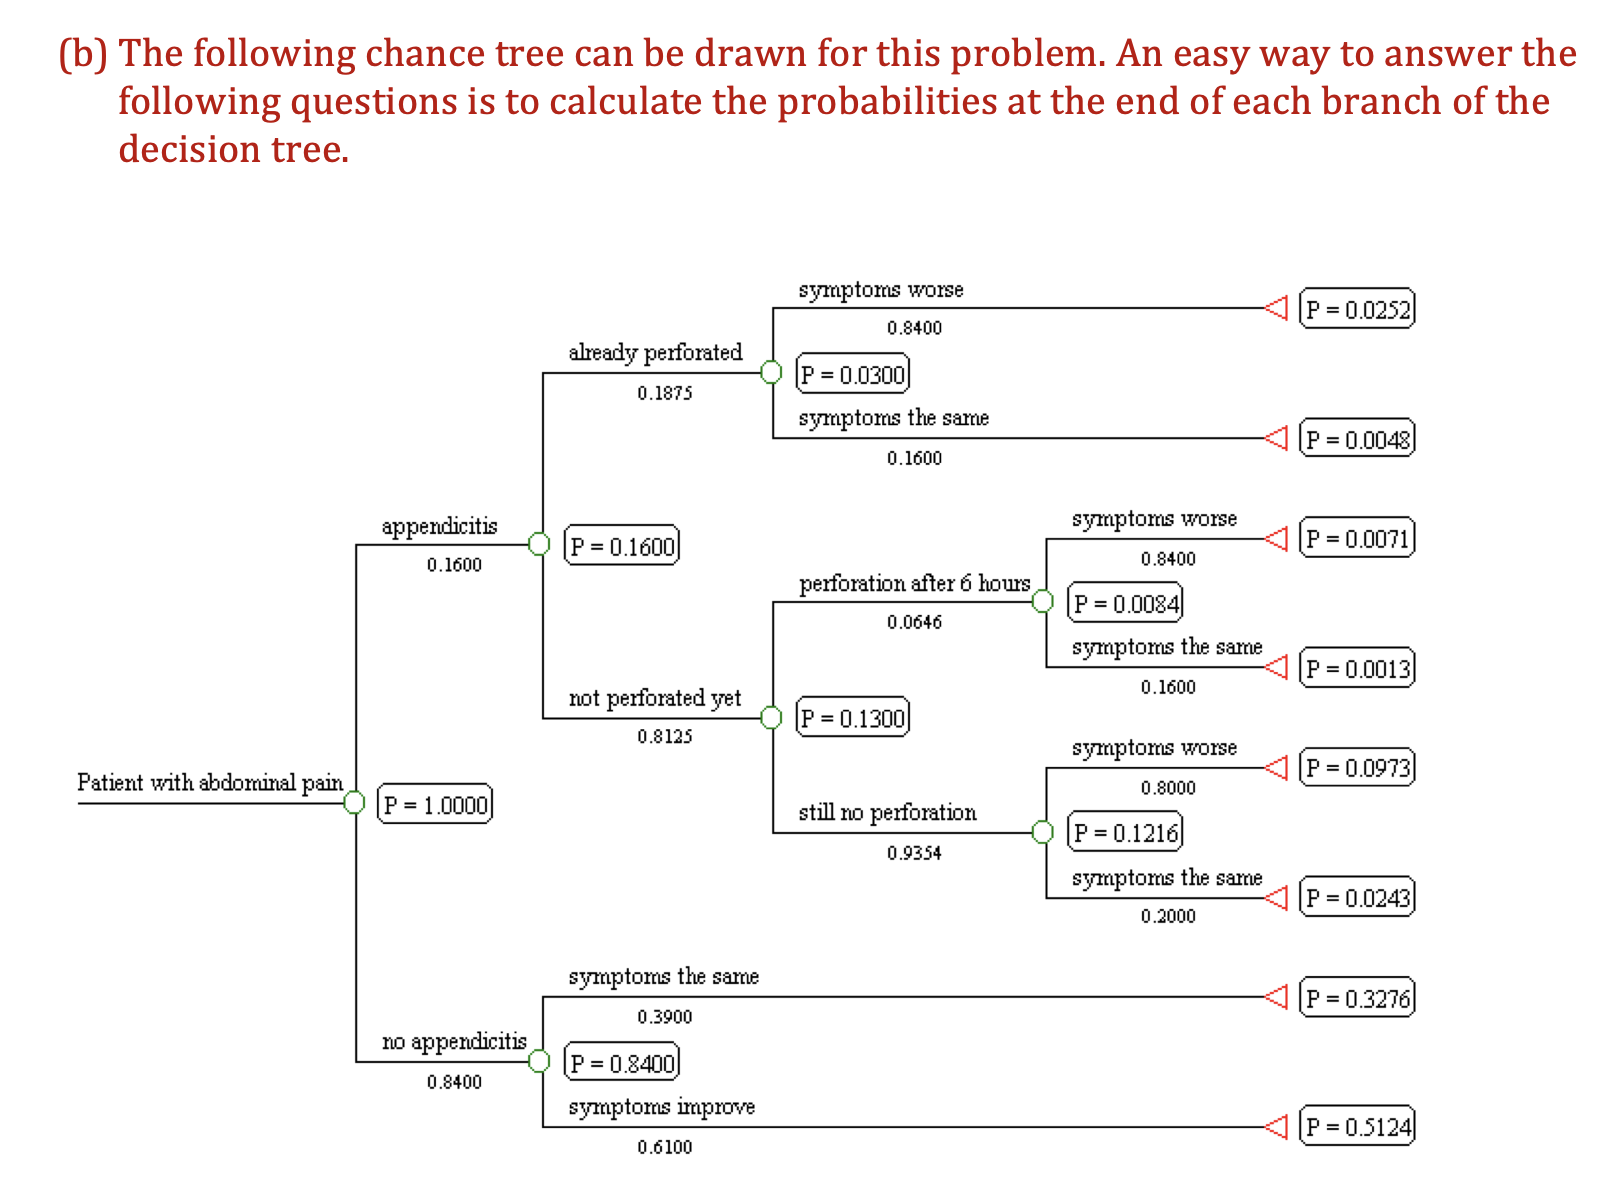 (b) The following chance tree can be drawn for this problem. An easy way to answer the
following questions is to calculate the probabilities at the end of each branch of the
decision tree.
symptoms worse
0.8400
P = 0.0252
already perforated
0.1875
P = 0.0300
symptoms the same
0.1600
P = 0.0048
appendicitis
0.1600
P = 0.1600
symptoms worse
0.8400
P = 0.0071
perforation after 6 hours
0.0646
P = 0.0084
symptoms the same
0.1600
P = 0.0013
not perforated yet
0.8125
P = 0.1300
symptoms worse
0.8000
P = 0.0973
still no perforation
0.9354
P = 0.1216
symptoms the same
0.2000
P = 0.0243
Patient with abdominal pain
P = 1.0000
symptoms the same
0.3900
P = 0.3276
no appendicitis
0.8400
P = 0.8400
symptoms improve
0.6100
P = 0.5124